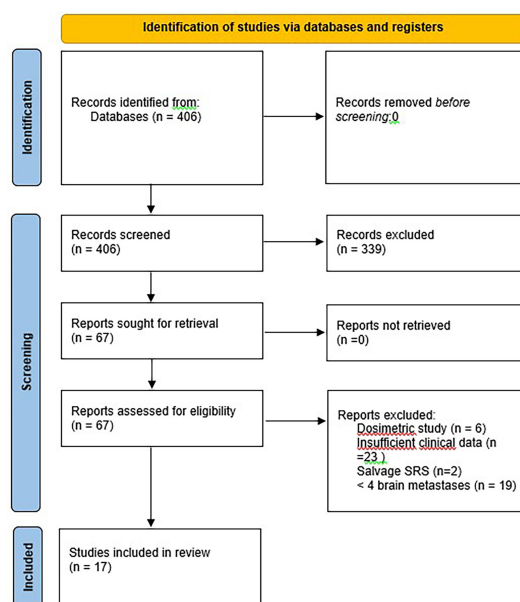 Identification of studies via databases and registers
Identification
Records identified from:
Databases (n = 406)
Records removed before
screening:0
Screening
Records screened
(n = 406)
Records excluded
(n = 339)
Reports sought for retrieval
(n = 67)
Reports not retrieved
(n =0)
Reports assessed for eligibility
(n = 67)
Reports excluded:
Dosimetric study (n = 6)
Insufficient clinical data (n
=23 )
Salvage SRS (n=2)
< 4 brain metastases (n = 19)
Included
Studies included in review
(n = 17)